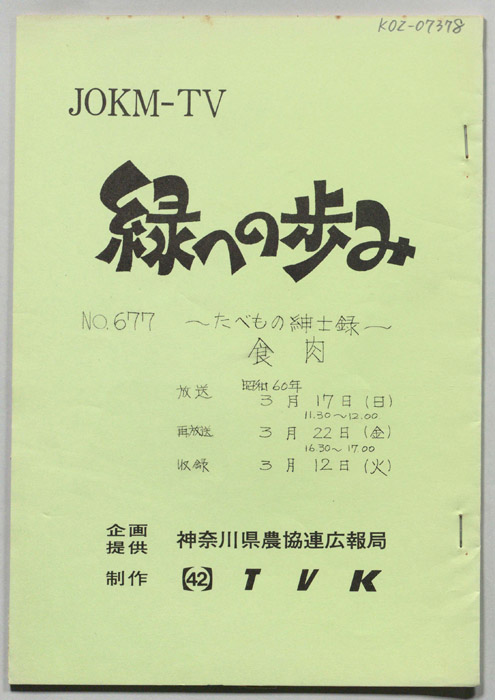 KOZ-07378
JOKM-TV
緑への歩み
NO.677 〜たべもの紳士録〜
食肉
放送 昭和60年
3月17日(日)
11.30〜12.00
再放送 3月22日(金)
16.30〜17.00
収録 3月12日(火)
企画
提供 神奈川県農協連広報局
制作 42 TVK